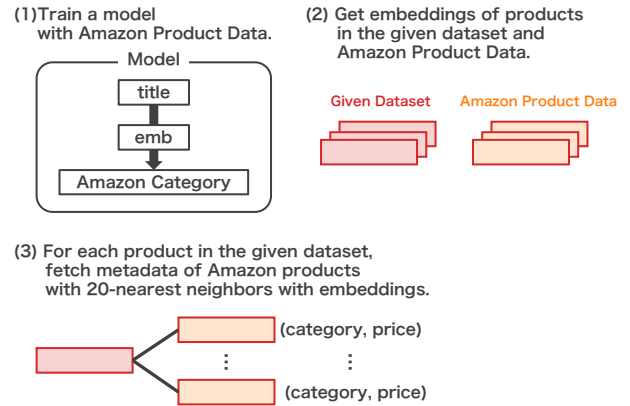 (1)Train a model
with Amazon Product Data.
Model
title
emb
Amazon Category
(2) Get embeddings of products
in the given dataset and
Amazon Product Data.
Given Dataset
Amazon Product Data
(3) For each product in the given dataset,
fetch metadata of Amazon products
with 20-nearest neighbors with embeddings.
(category, price)
⋮ ⋮
(category, price)